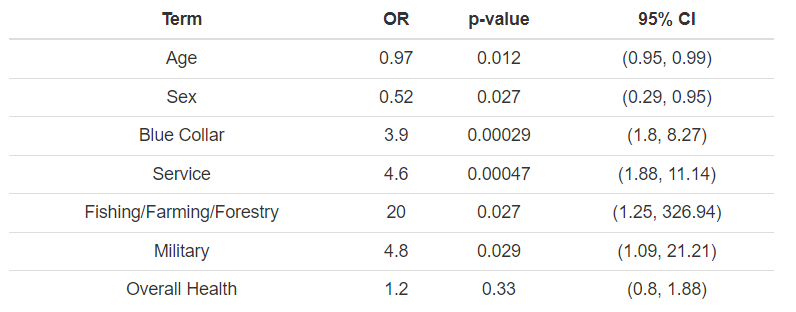 Term OR p-value 95% CI
Age 0.97 0.012 (0.95, 0.99)
Sex 0.52 0.027 (0.29, 0.95)
Blue Collar 3.9 0.00029 (1.8, 8.27)
Service 4.6 0.00047 (1.88, 11.14)
Fishing/Farming/Forestry 20 0.027 (1.25, 326.94)
Military 4.8 0.029 (1.09, 21.21)
Overall Health 1.2 0.33 (0.8, 1.88)